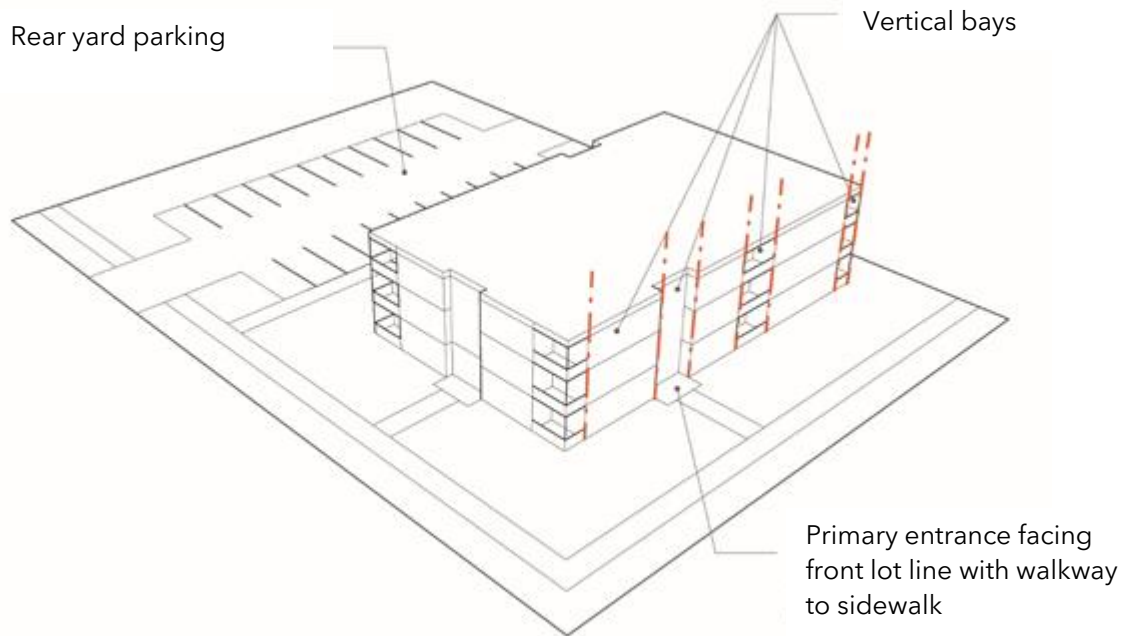 Rear yard parking
Vertical bays
Primary entrance facing
front lot line with walkway
to sidewalk